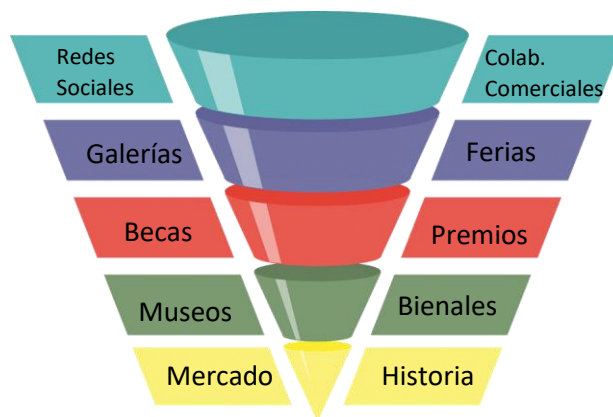 Redes
Sociales
Colab.
Comerciales
Galerías
Ferias
Becas
Premios
Museos
Bienales
Mercado
Historia